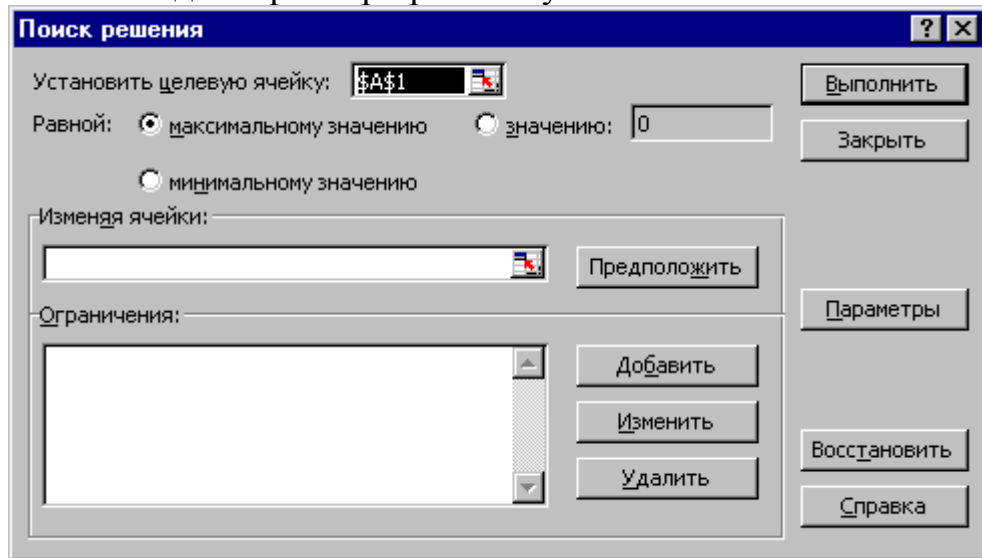 Поиск решения
Установить целевую ячейку: $A$1
Выполнить
Равной: максимальному значению значению: 0
Закрыть
минимальному значению
Изменяя ячейки:
Предположить
Параметры
Ограничения:
Добавить
Изменить
Удалить
Восстановить
Справка